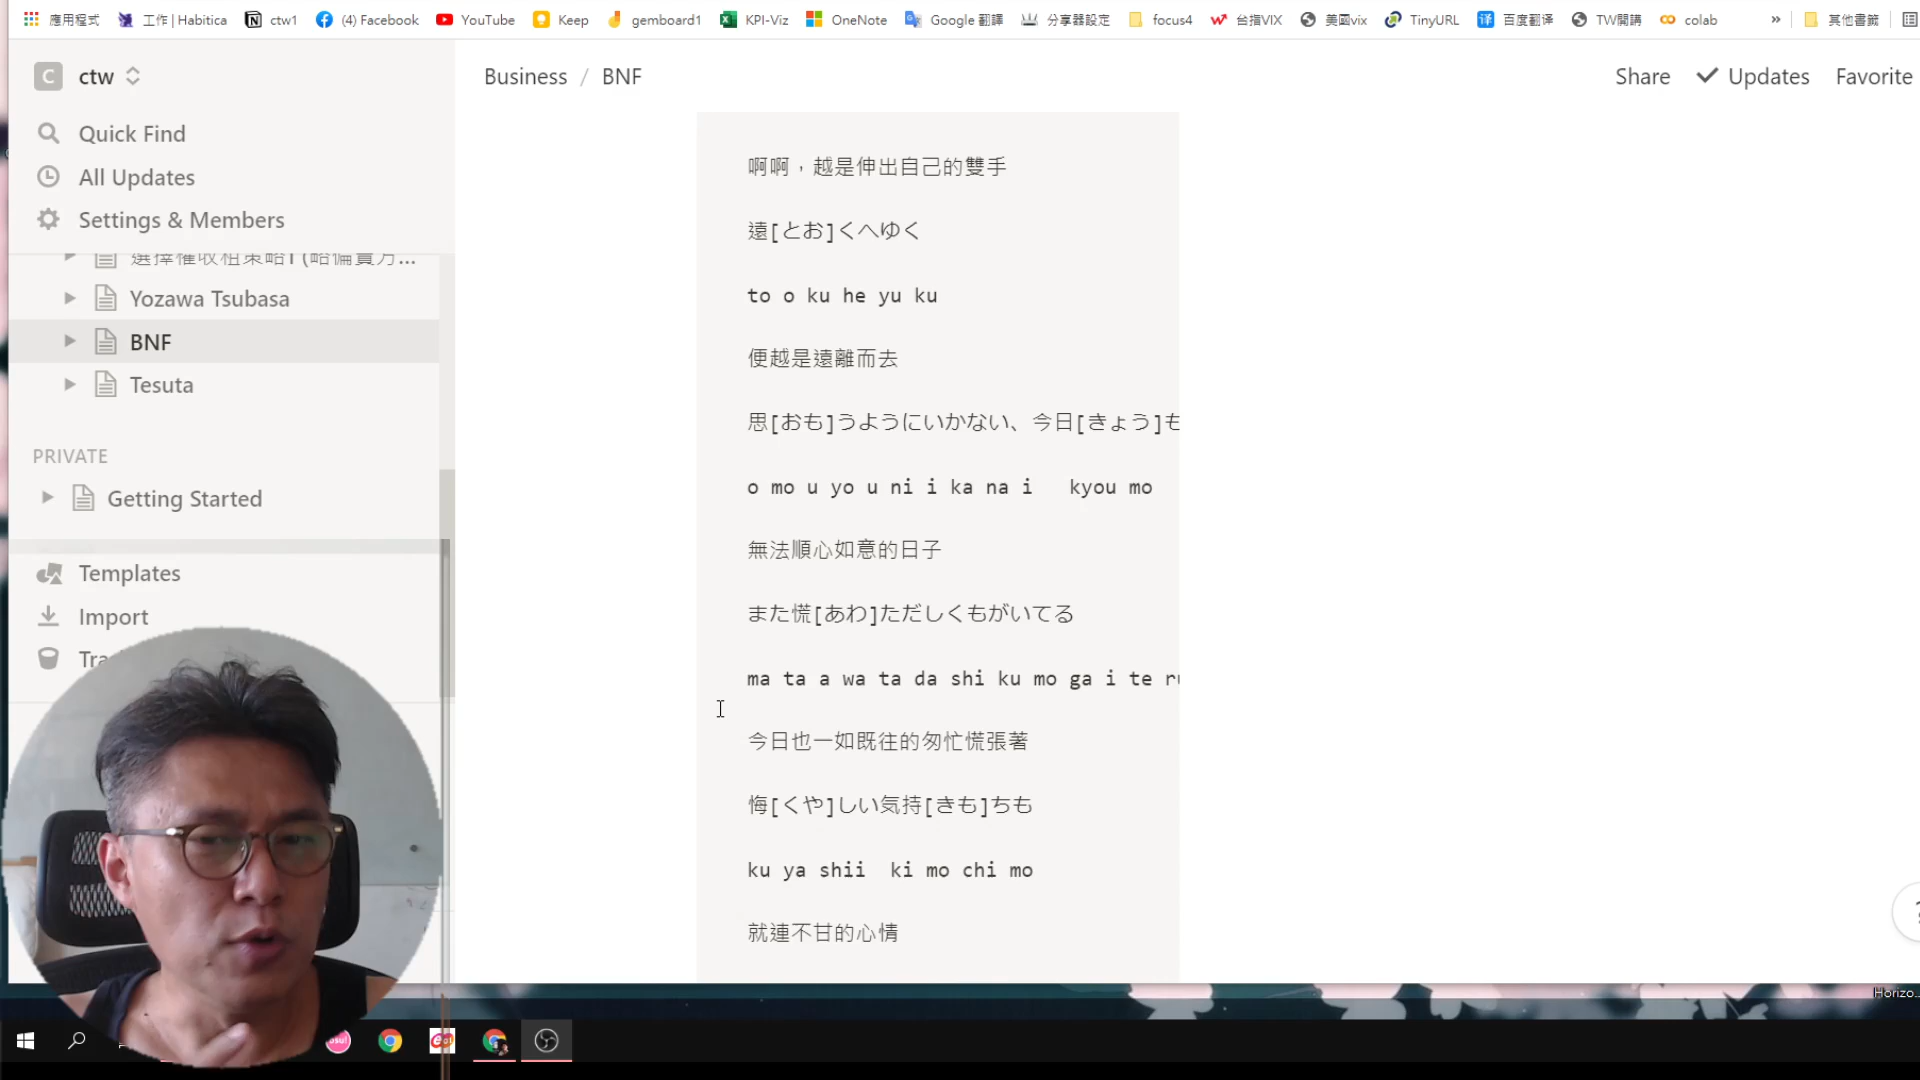 應用程式 工作 | Habitica ctw1 (4) Facebook YouTube Keep gemboard1 KPI-Viz OneNote Google 翻譯 分享器設定 focus4 台指VIX 美國vix TinyURL 百度翻译 TW開講 colab » 其他書籤
C ctw
Business / BNF
Share Updates Favorite
Quick Find
All Updates
Settings & Members
Yozawa Tsubasa
BNF
Tesuta
PRIVATE
Getting Started
Templates
Import
啊啊，越是伸出自己的雙手
遠[とお]くへゆく
to o ku he yu ku
便越是遠離而去
思[おも]うようにいかない、今日[きょう]も
o mo u yo u ni i ka na i kyou mo
無法順心如意的日子
また慌[あわ]ただしくもがいてる
ma ta a wa ta da shi ku mo ga i te ru
今日也一如既往的匆忙慌張著
悔[くや]しい気持[きも]ちも
ku ya shii ki mo chi mo
就連不甘的心情
Horizo...
osu!